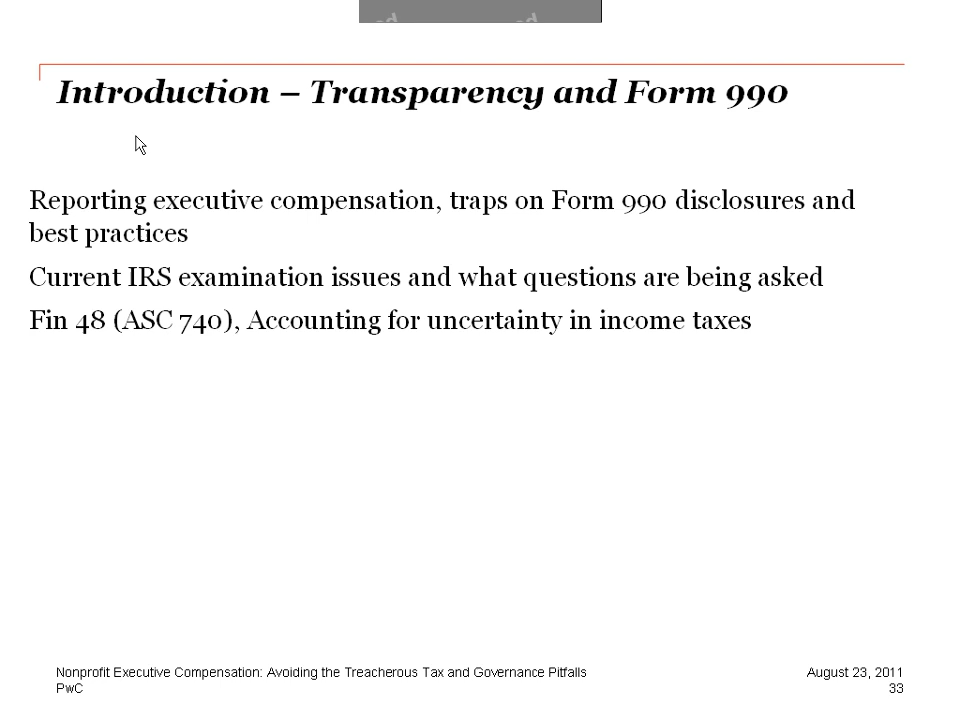 Introduction – Transparency and Form 990
Reporting executive compensation, traps on Form 990 disclosures and
best practices
Current IRS examination issues and what questions are being asked
Fin 48 (ASC 740), Accounting for uncertainty in income taxes
Nonprofit Executive Compensation: Avoiding the Treacherous Tax and Governance Pitfalls
August 23, 2011
PwC
33